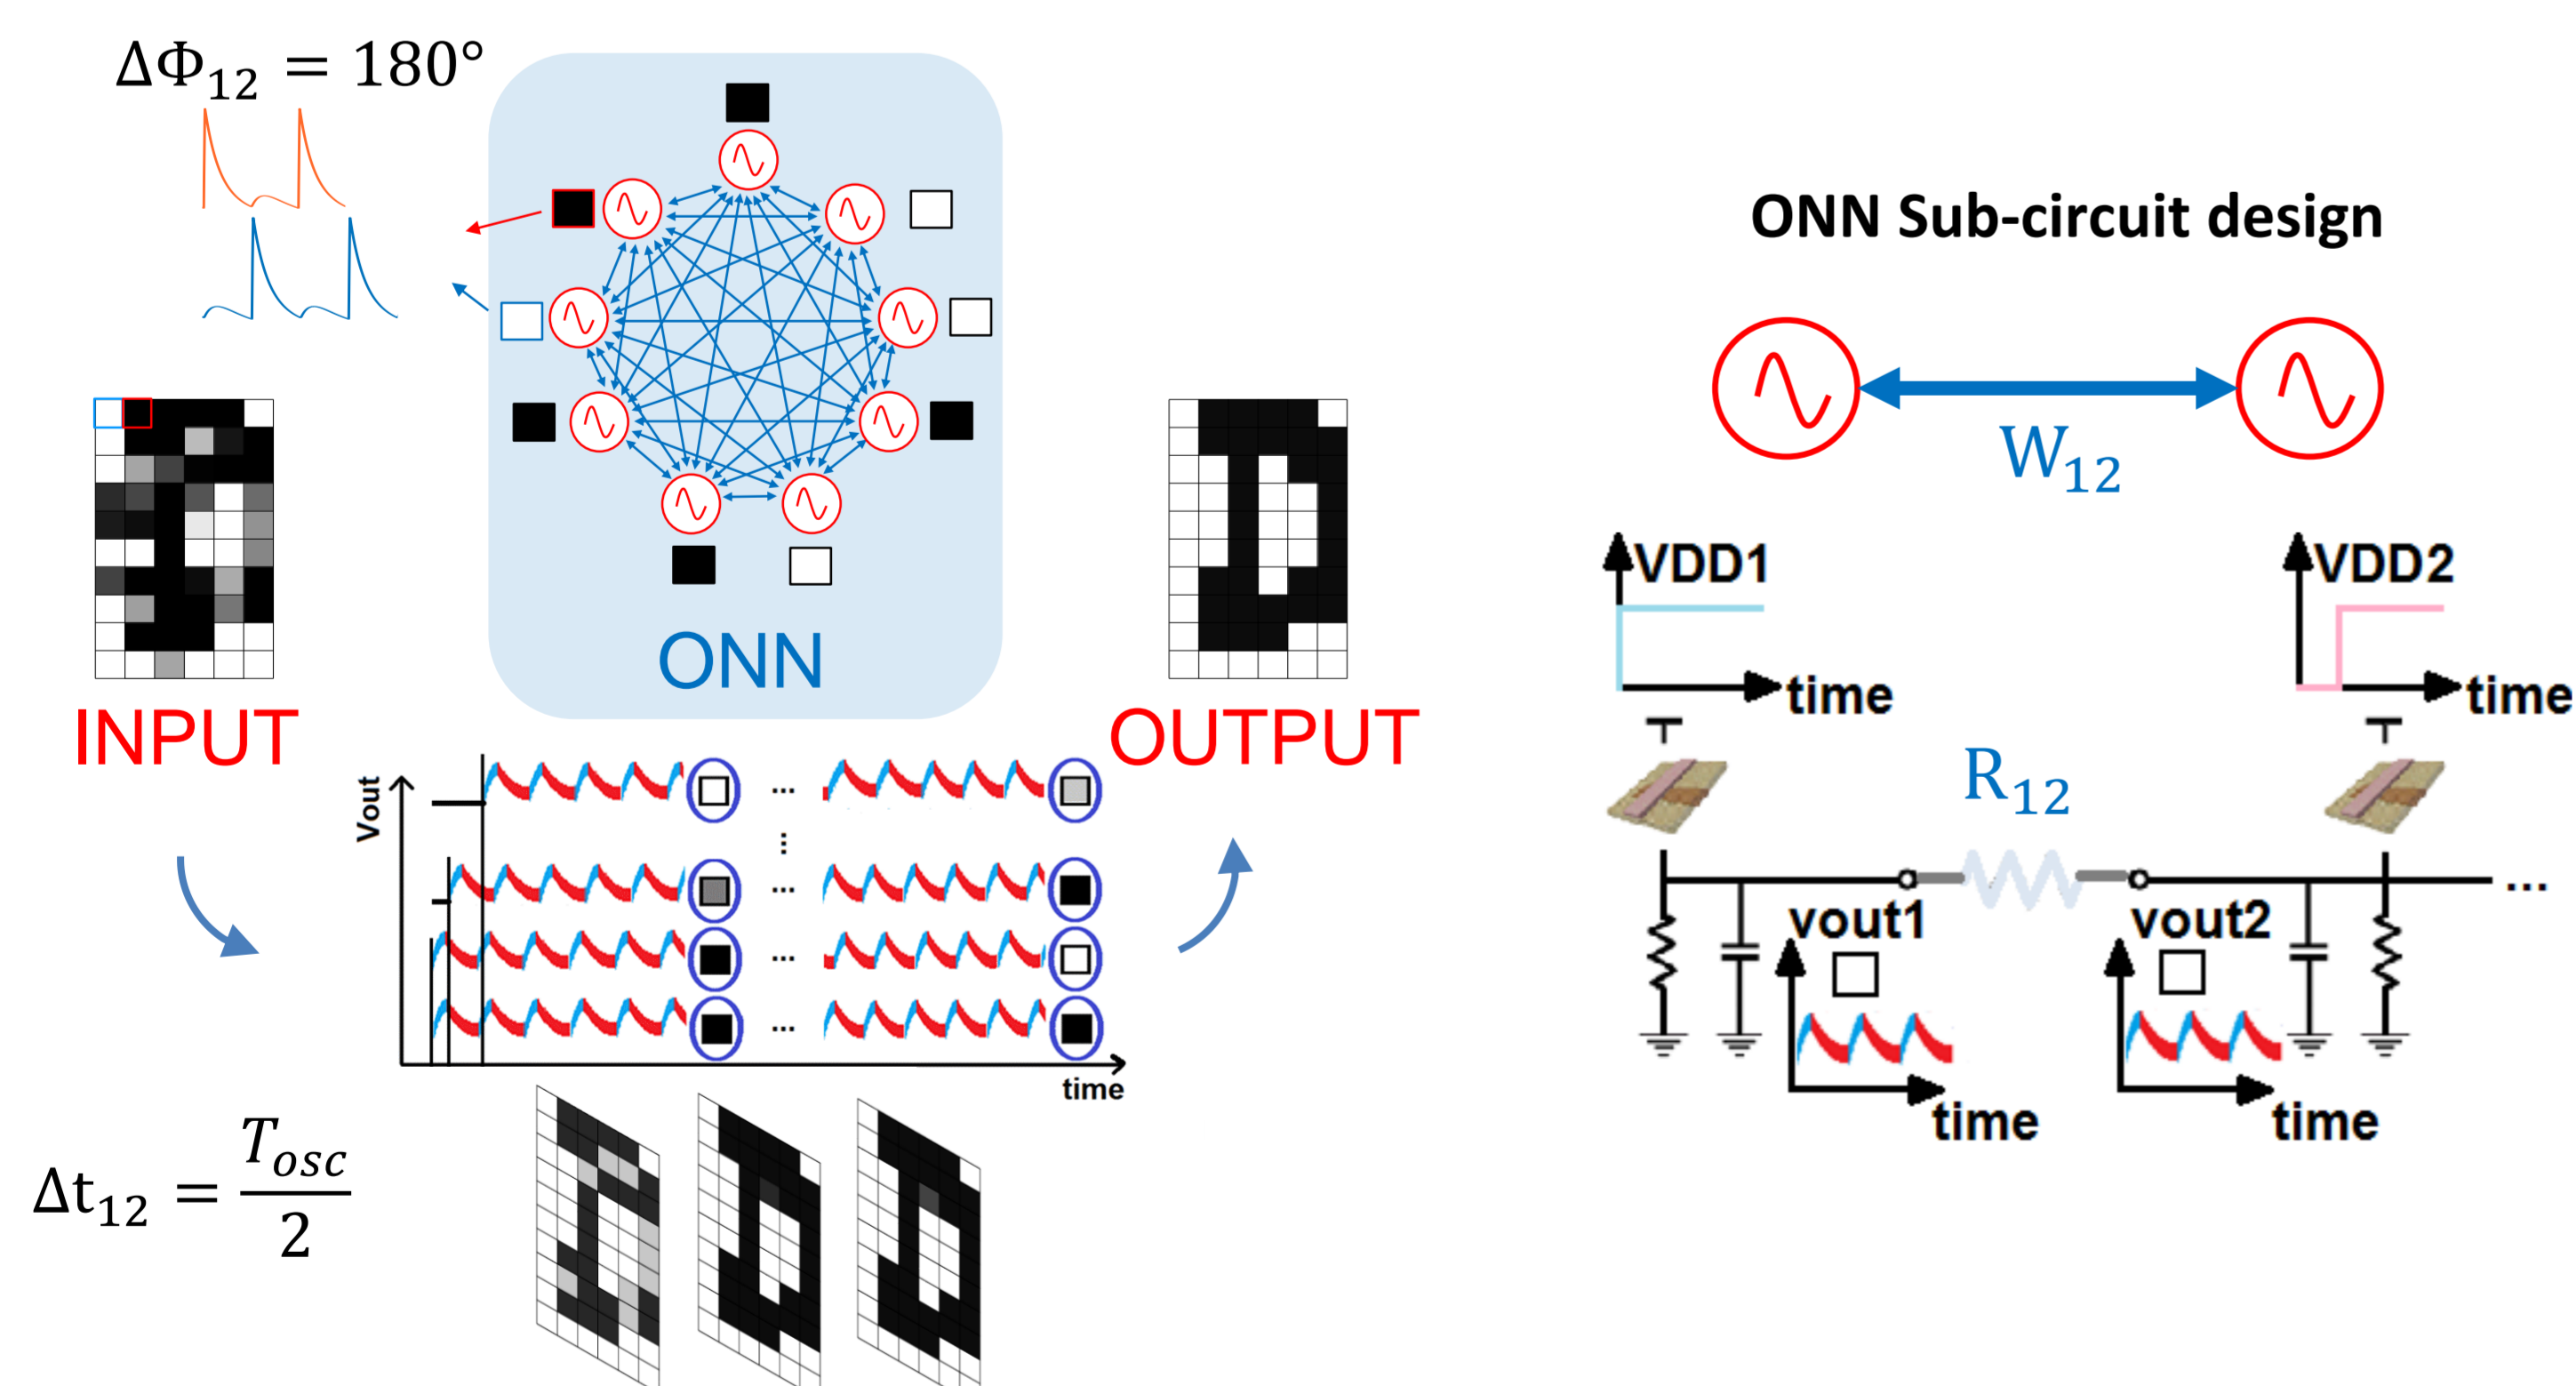 ΔΦ₁₂ = 180°
ONN
INPUT
OUTPUT
Vout
...
...
...
...
...
time
Δt₁₂ = T_osc / 2
ONN Sub-circuit design
W₁₂
VDD1
VDD2
time
time
R₁₂
...
vout1
vout2
time
time